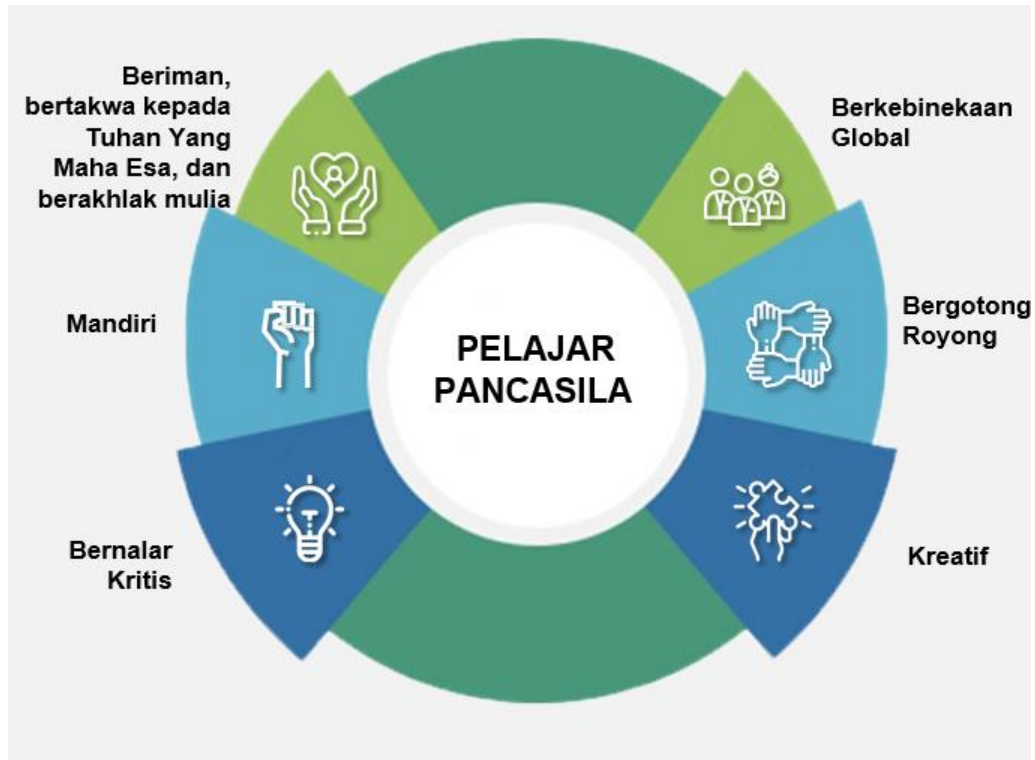 Beriman,
bertakwa kepada
Tuhan Yang
Maha Esa, dan
berakhlak mulia
Berkebinekaan
Global
Mandiri
PELAJAR
PANCASILA
Bergotong
Royong
Bernalar
Kritis
Kreatif